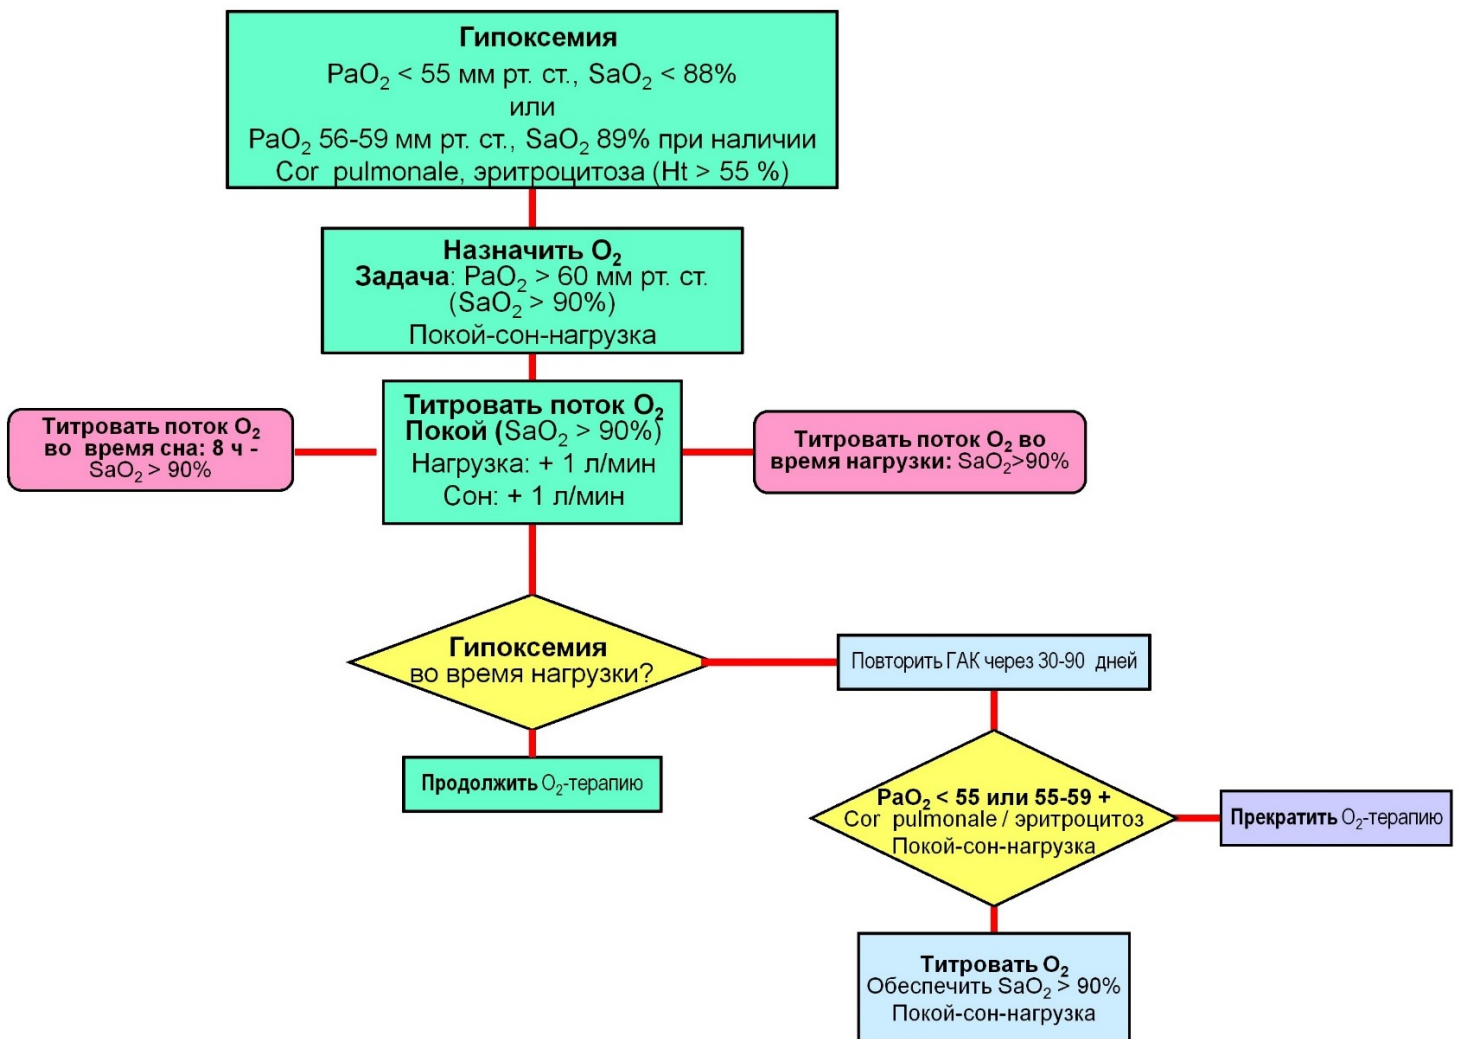 Гипоксемия
PaO₂ < 55 мм рт. ст., SaO₂ < 88%
или
PaO₂ 56-59 мм рт. ст., SaO₂ 89% при наличии
Cor pulmonale, эритроцитоза (Ht > 55 %)
Назначить O₂
Задача: PaO₂ > 60 мм рт. ст.
(SaO₂ > 90%)
Покой-сон-нагрузка
Титровать поток O₂
во время сна: 8 ч -
SaO₂ > 90%
Титровать поток O₂
Покой (SaO₂ > 90%)
Нагрузка: + 1 л/мин
Сон: + 1 л/мин
Титровать поток O₂ во
время нагрузки: SaO₂>90%
Гипоксемия
во время нагрузки?
Повторить ГАК через 30-90 дней
Продолжить O₂-терапию
PaO₂ < 55 или 55-59 +
Cor pulmonale / эритроцитоз
Покой-сон-нагрузка
Прекратить O₂-терапию
Титровать O₂
Обеспечить SaO₂ > 90%
Покой-сон-нагрузка